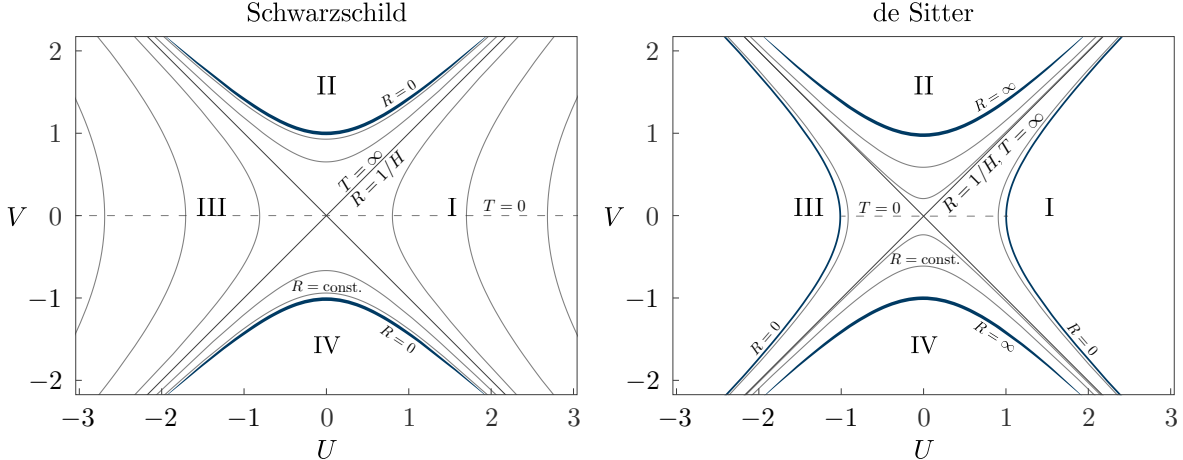 Schwarzschild
II
R = 0
T = ∞
R = 1/H
III
I
T = 0
R = const.
IV
R = 0
V
2
1
0
−1
−2
−3
−2
−1
0
1
2
3
U
de Sitter
II
R = ∞
R = 1/H, T = ∞
III
T = 0
I
R = const.
R = 0
IV
R = ∞
R = 0
V
2
1
0
−1
−2
−3
−2
−1
0
1
2
3
U